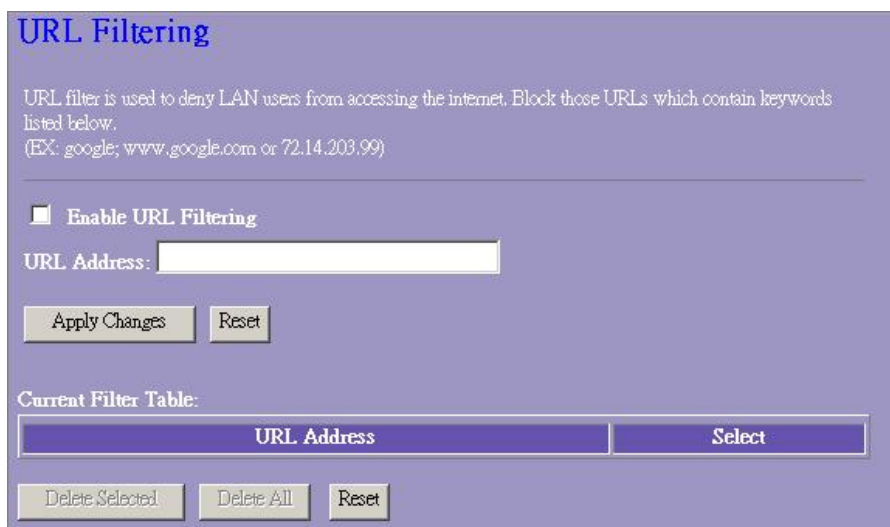 URL Filtering
URL filter is used to deny LAN users from accessing the internet. Block those URLs which contain keywords
listed below.
(EX: google; www.google.com or 72.14.203.99)
Enable URL Filtering
URL Address:
Apply Changes Reset
Current Filter Table:
URL Address Select
Delete Selected Delete All Reset